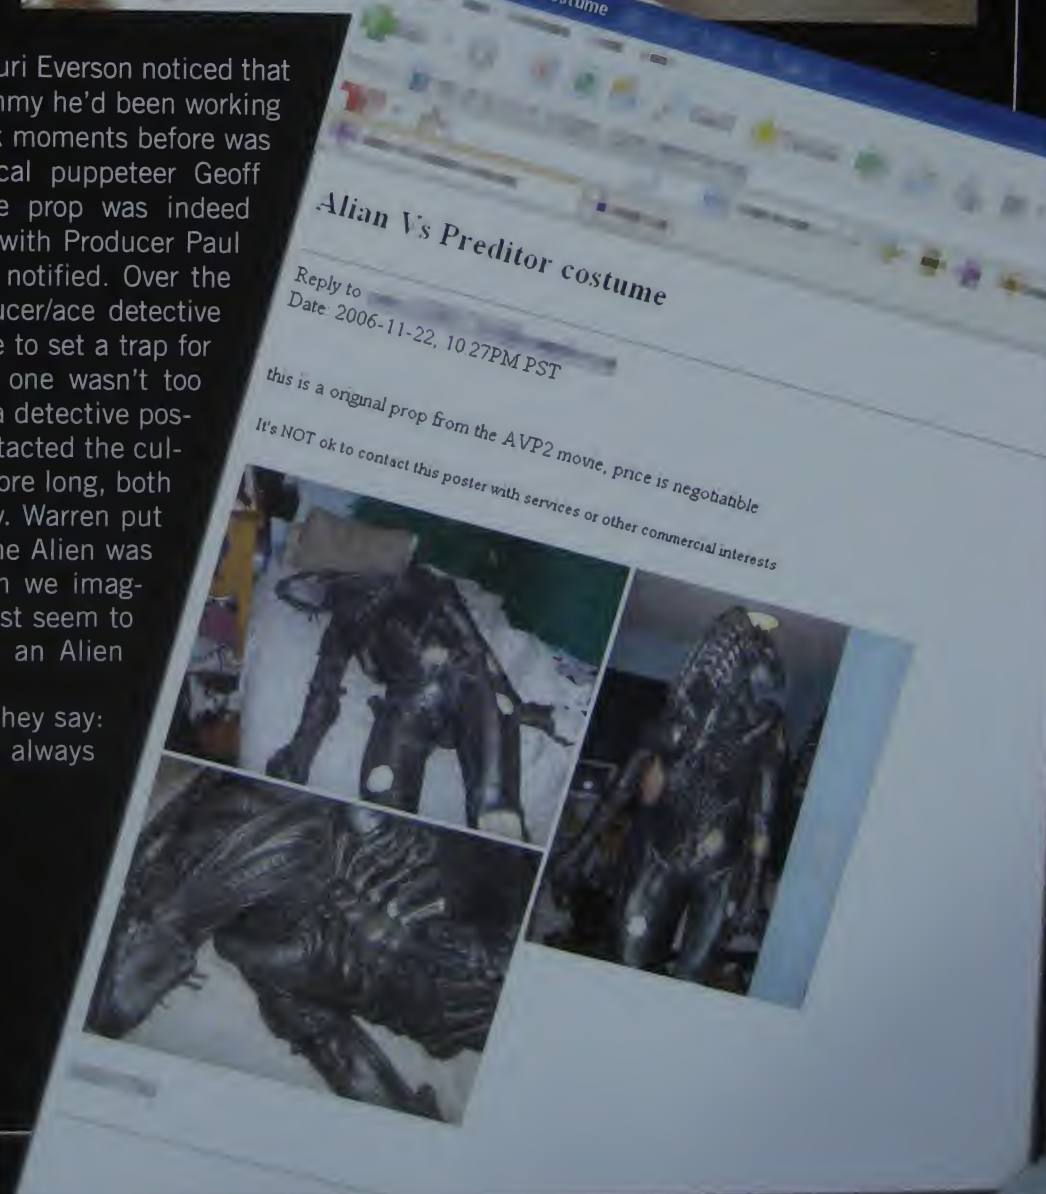 uri Everson noticed that
mmy he'd been working
moments before was
cal puppeteer Geoff
e prop was indeed
with Producer Paul
notified. Over the
ucer/ace detective
e to set a trap for
one wasn't too
a detective pos-
tacted the cul-
ore long, both
y. Warren put
ne Alien was
n we imag-
st seem to
an Alien
hey say:
always
ostume
Alian Vs Preditor costume
Reply to
Date: 2006-11-22, 10:27PM PST
this is a original prop from the AVP2 movie, price is negotiatible
It's NOT ok to contact this poster with services or other commercial interests